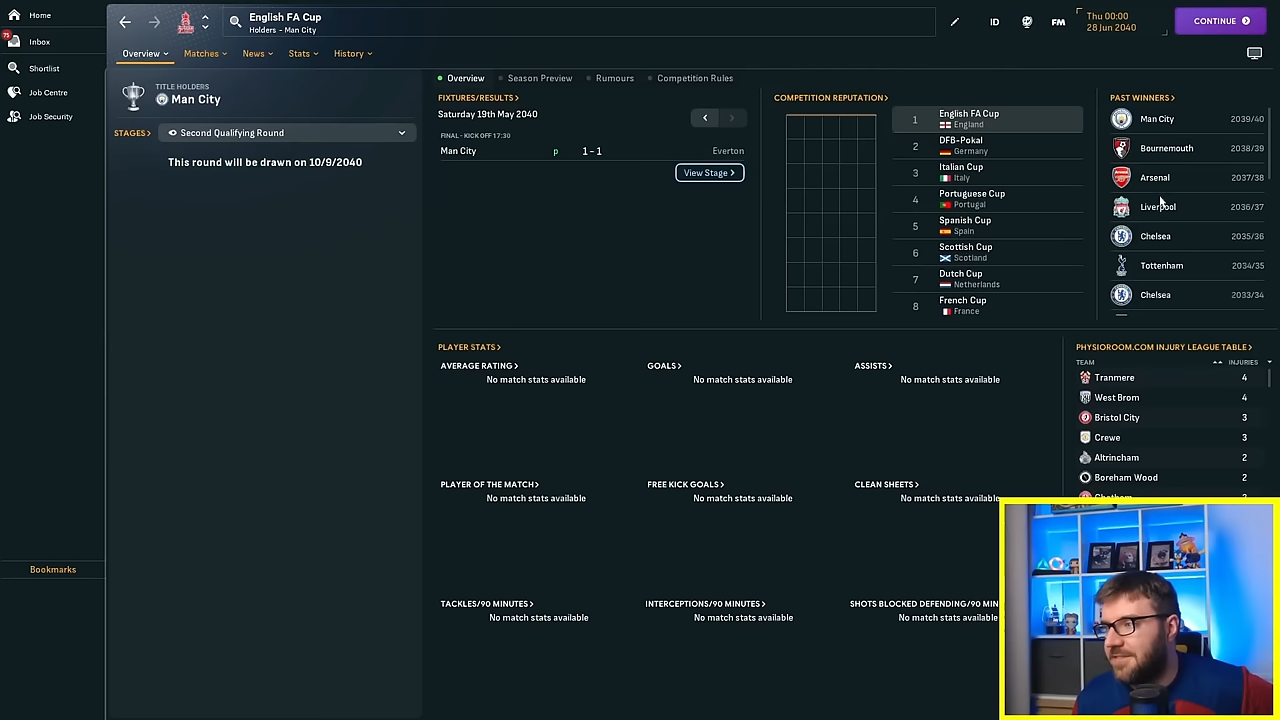 Home
75
Inbox
Shortlist
Job Centre
Job Security
Bookmarks
English FA Cup
Holders - Man City
ID
FM
Thu 00:00
28 Jun 2040
CONTINUE
Overview
Matches
News
Stats
History
TITLE HOLDERS
Man City
STAGES >
Second Qualifying Round
This round will be drawn on 10/9/2040
Overview
Season Preview
Rumours
Competition Rules
FIXTURES/RESULTS >
Saturday 19th May 2040
FINAL - KICK OFF 17:30
Man City p 1 - 1 Everton
View Stage >
COMPETITION REPUTATION >
1 English FA Cup
England
2 DFB-Pokal
Germany
3 Italian Cup
Italy
4 Portuguese Cup
Portugal
5 Spanish Cup
Spain
6 Scottish Cup
Scotland
7 Dutch Cup
Netherlands
8 French Cup
France
PAST WINNERS >
Man City 2039/40
Bournemouth 2038/39
Arsenal 2037/38
Liverpool 2036/37
Chelsea 2035/36
Tottenham 2034/35
Chelsea 2033/34
PLAYER STATS >
AVERAGE RATING >
No match stats available
GOALS >
No match stats available
ASSISTS >
No match stats available
PLAYER OF THE MATCH >
No match stats available
FREE KICK GOALS >
No match stats available
CLEAN SHEETS >
No match stats available
TACKLES/90 MINUTES >
No match stats available
INTERCEPTIONS/90 MINUTES >
No match stats available
SHOTS BLOCKED DEFENDING/90 MIN
No match stats available
PHYSIOROOM.COM INJURY LEAGUE TABLE >
TEAM INJURIES
Tranmere 4
West Brom 4
Bristol City 3
Crewe 3
Altrincham 2
Boreham Wood 2